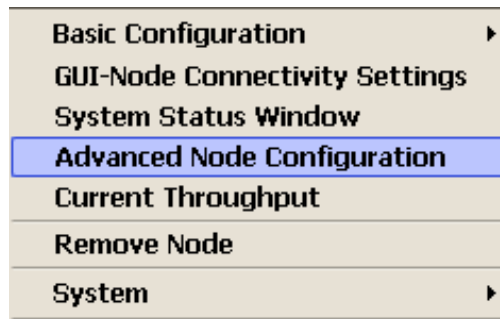 Basic Configuration
GUI-Node Connectivity Settings
System Status Window
Advanced Node Configuration
Current Throughput
Remove Node
System